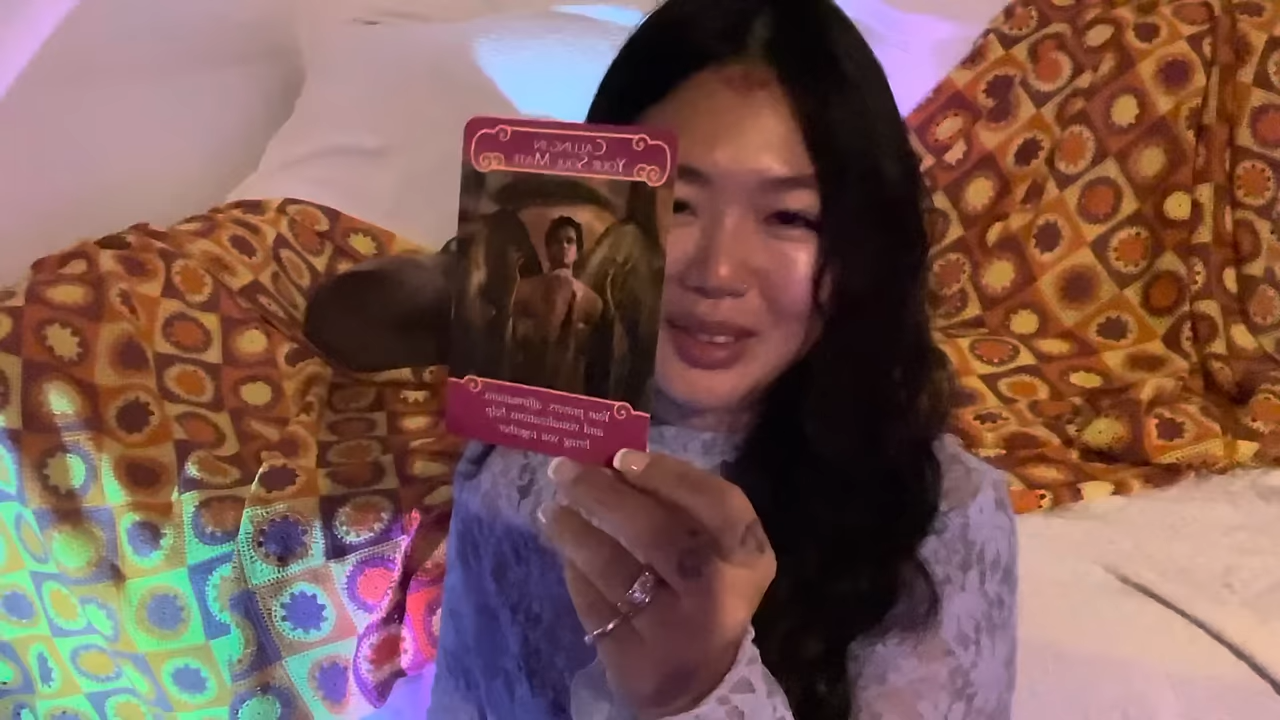 CALLING IN
YOUR SOUL MATE
Your prayers, affirmations,
and visualizations help
bring you together.